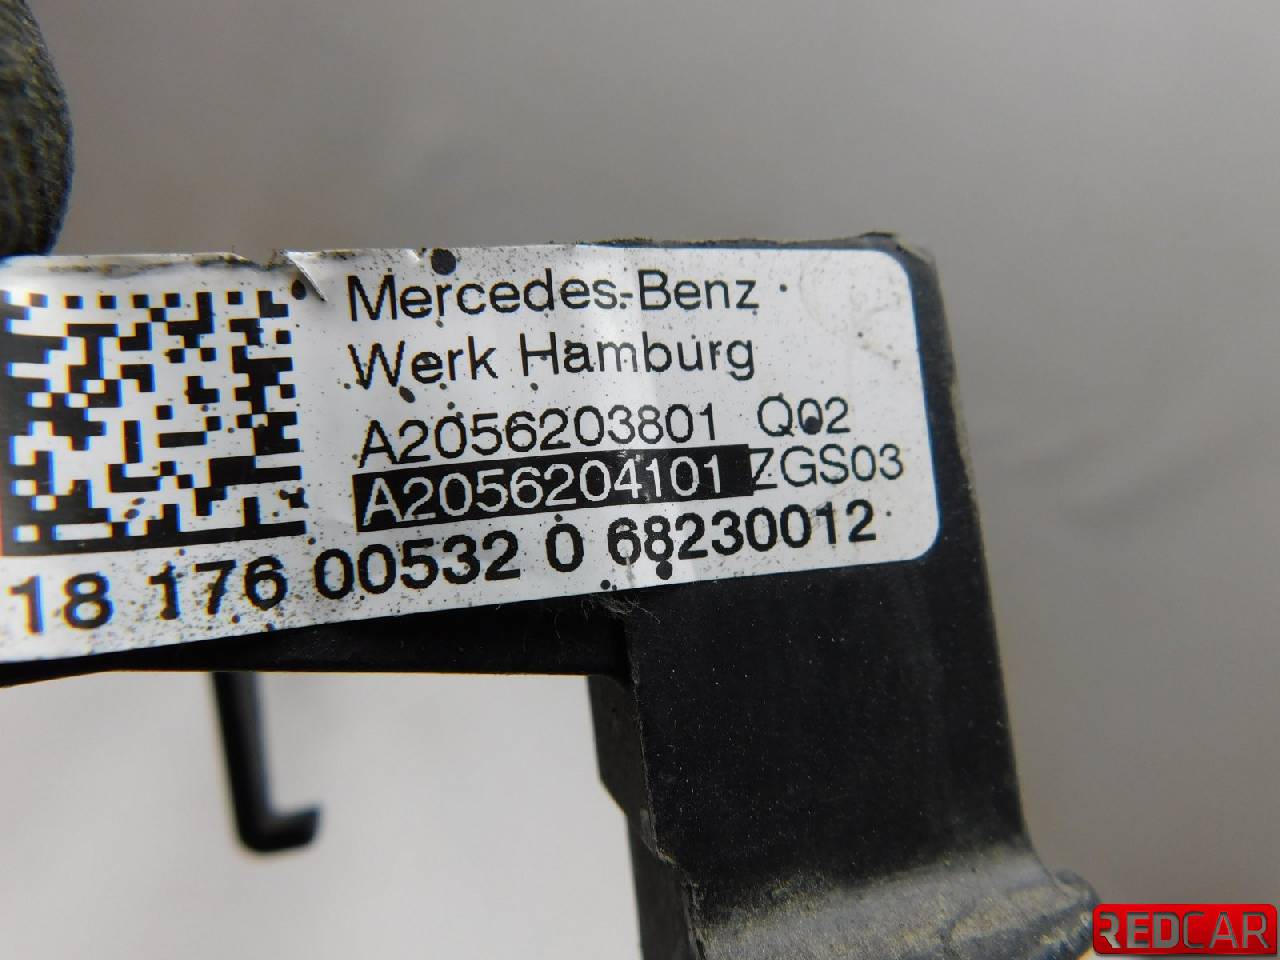 Mercedes-Benz
Werk Hamburg
A2056203801 Q02
A2056204101 ZGS03
18 176 00532 0 68230012
REDCAR